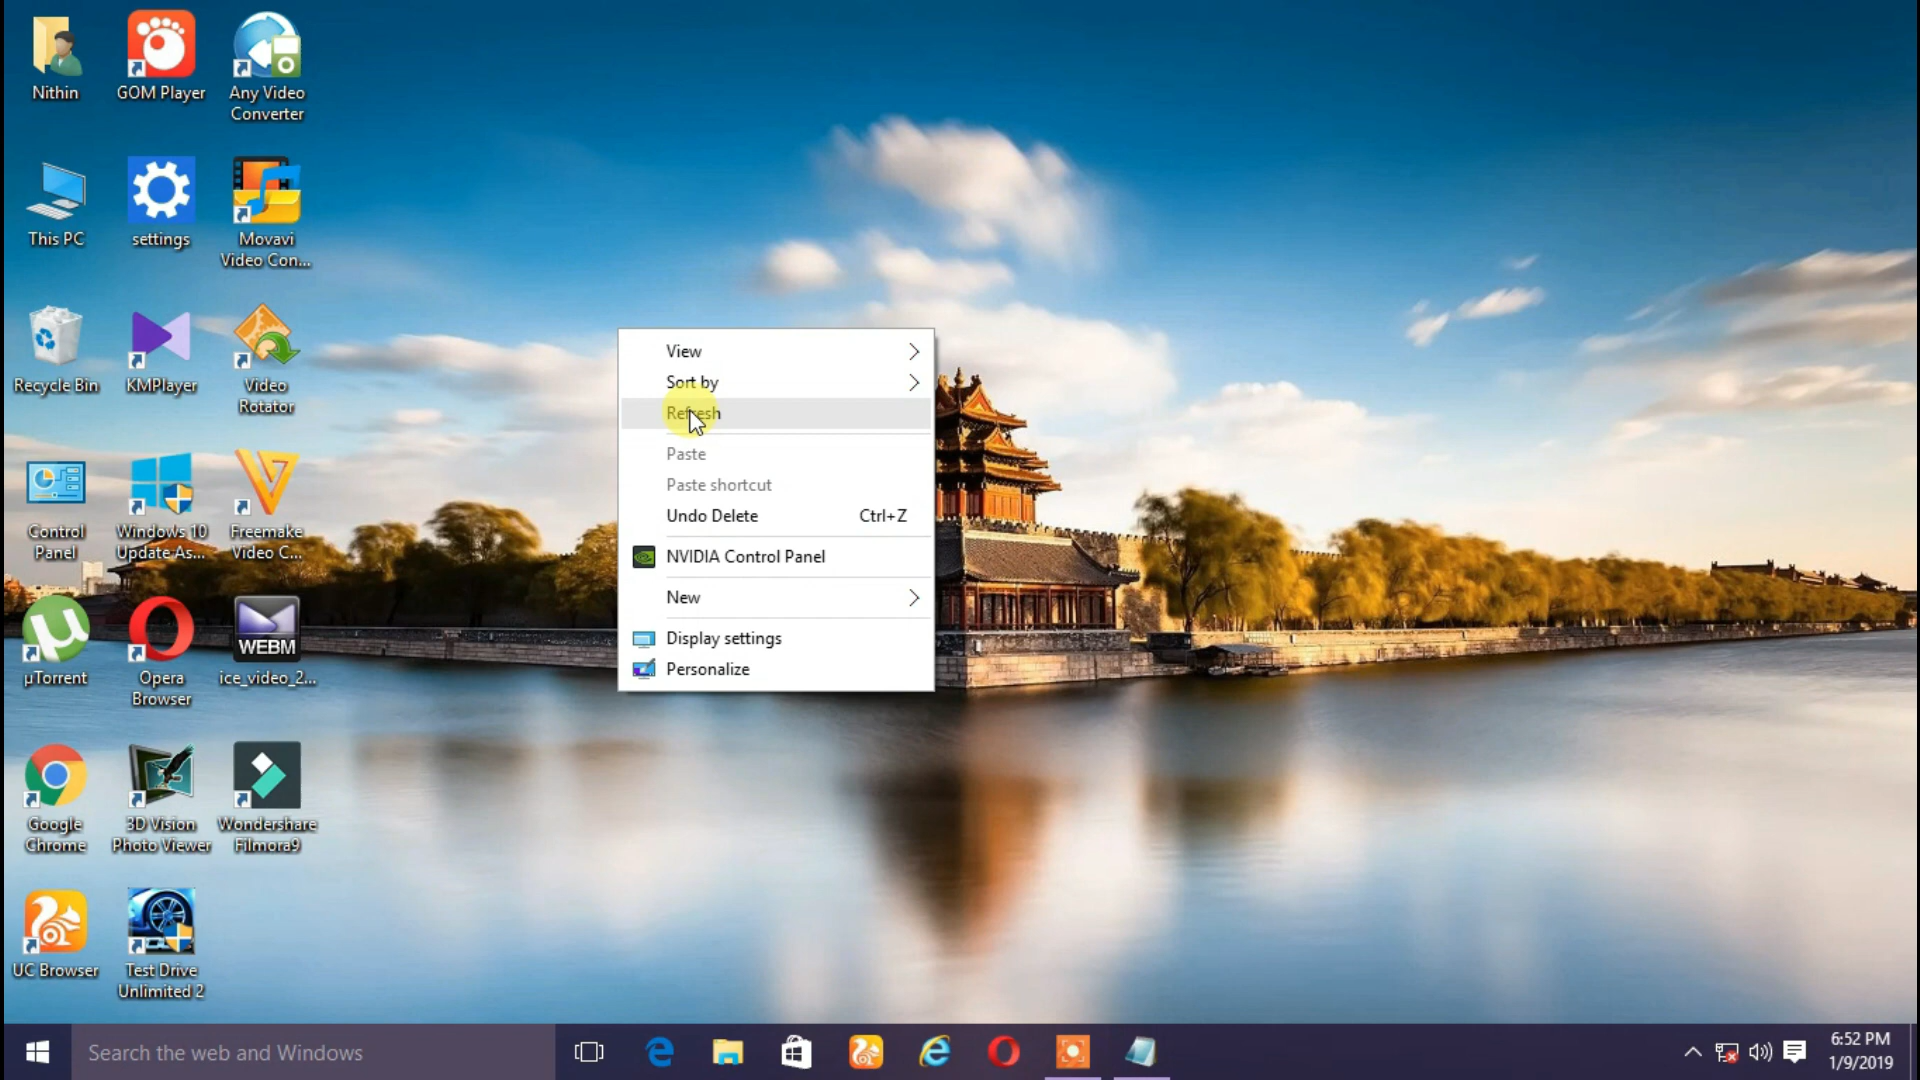 Nithin
GOM Player
Any Video
Converter
This PC
settings
Movavi
Video Con...
Recycle Bin
KMPlayer
Video
Rotator
Control
Panel
Windows 10
Update As...
Freemake
Video C...
µTorrent
Opera
Browser
WEBM
ice_video_2...
Google
Chrome
3D Vision
Photo Viewer
Wondershare
Filmora9
UC Browser
Test Drive
Unlimited 2
View
Sort by
Refresh
Paste
Paste shortcut
Undo Delete Ctrl+Z
NVIDIA Control Panel
New
Display settings
Personalize
Search the web and Windows
6:52 PM
1/9/2019